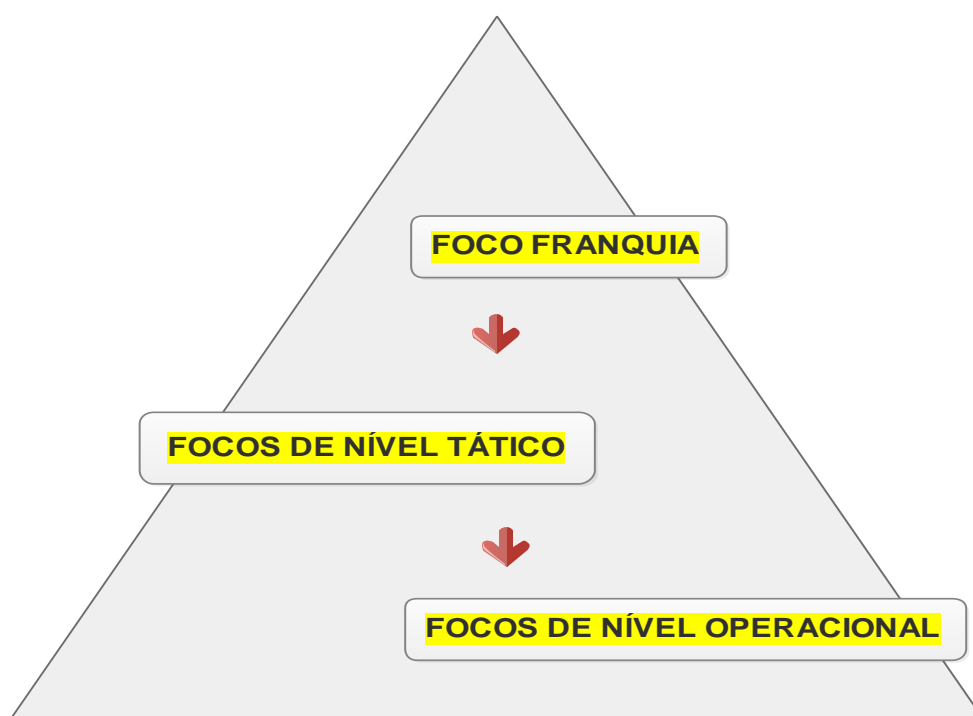 FOCO FRANQUIA
FOCOS DE NÍVEL TÁTICO
FOCOS DE NÍVEL OPERACIONAL